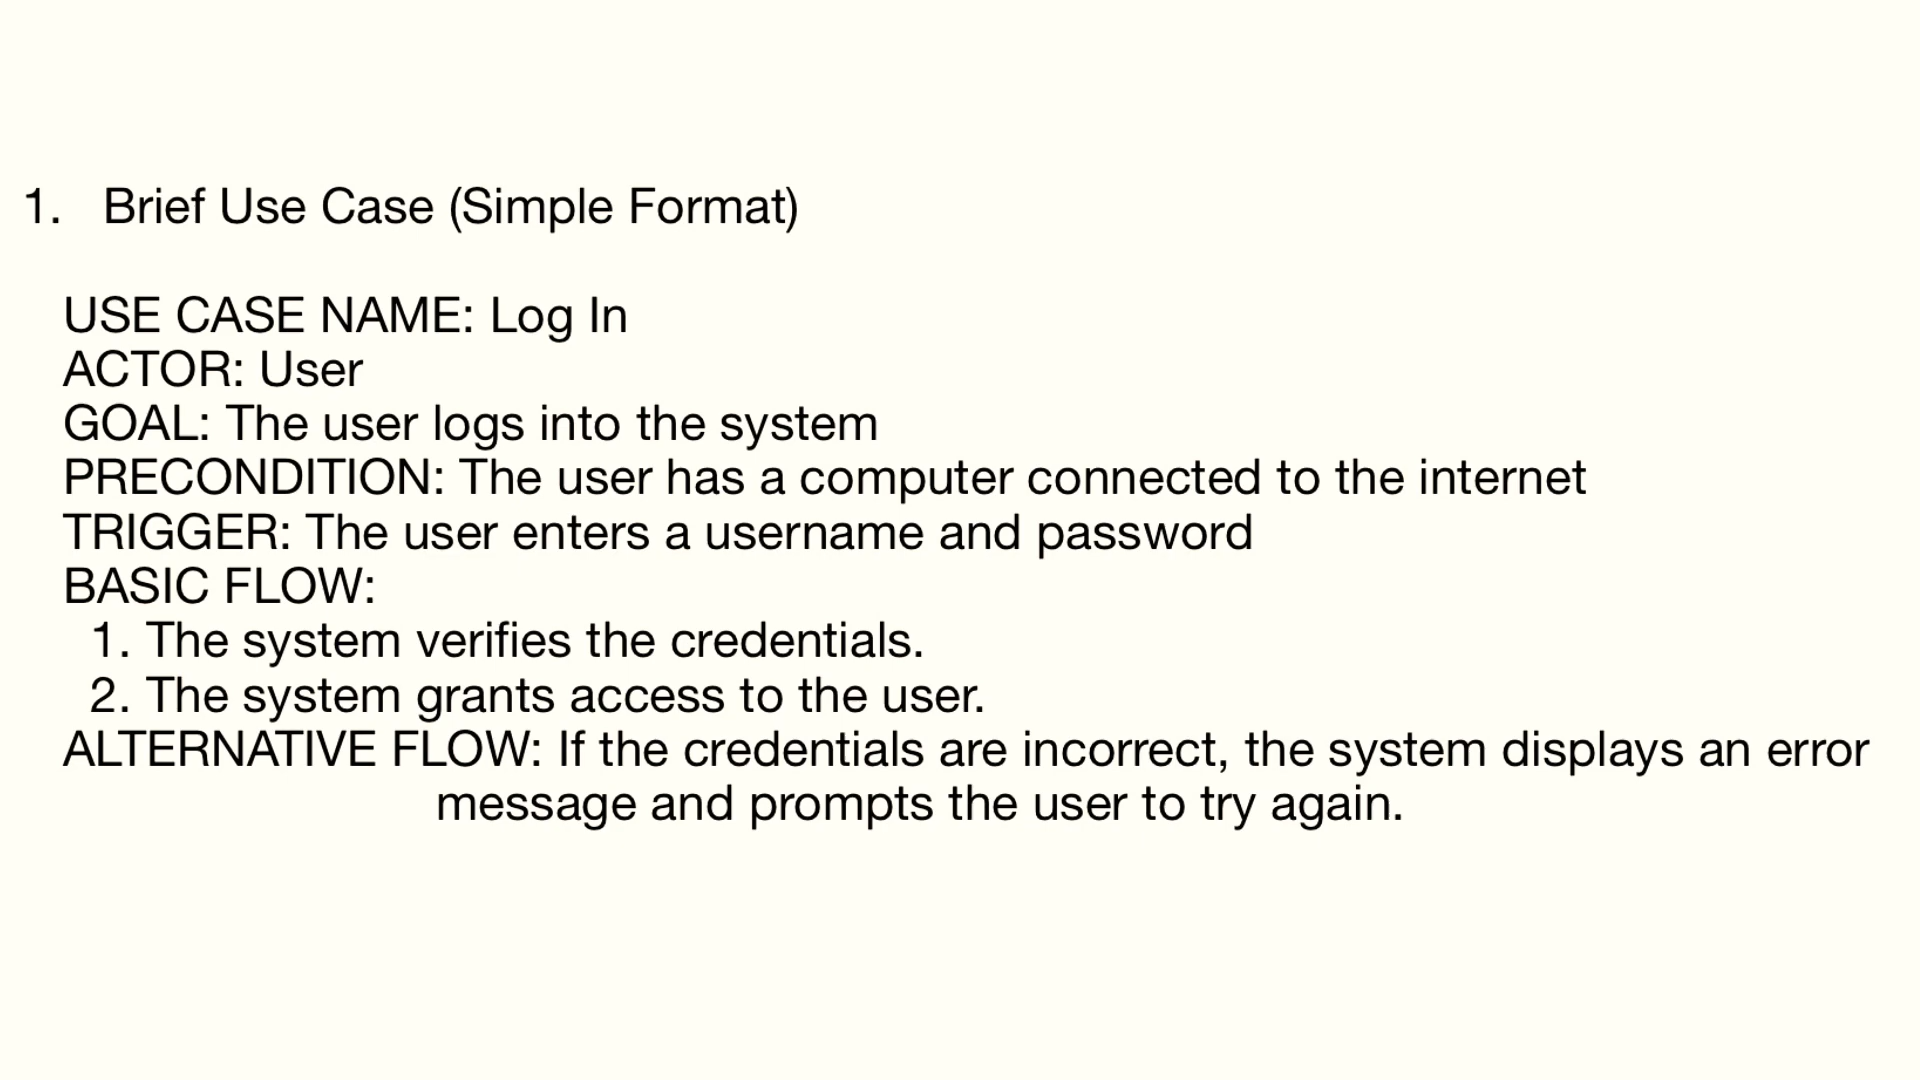 1. Brief Use Case (Simple Format)
USE CASE NAME: Log In
ACTOR: User
GOAL: The user logs into the system
PRECONDITION: The user has a computer connected to the internet
TRIGGER: The user enters a username and password
BASIC FLOW:
1. The system verifies the credentials.
2. The system grants access to the user.
ALTERNATIVE FLOW: If the credentials are incorrect, the system displays an error
message and prompts the user to try again.